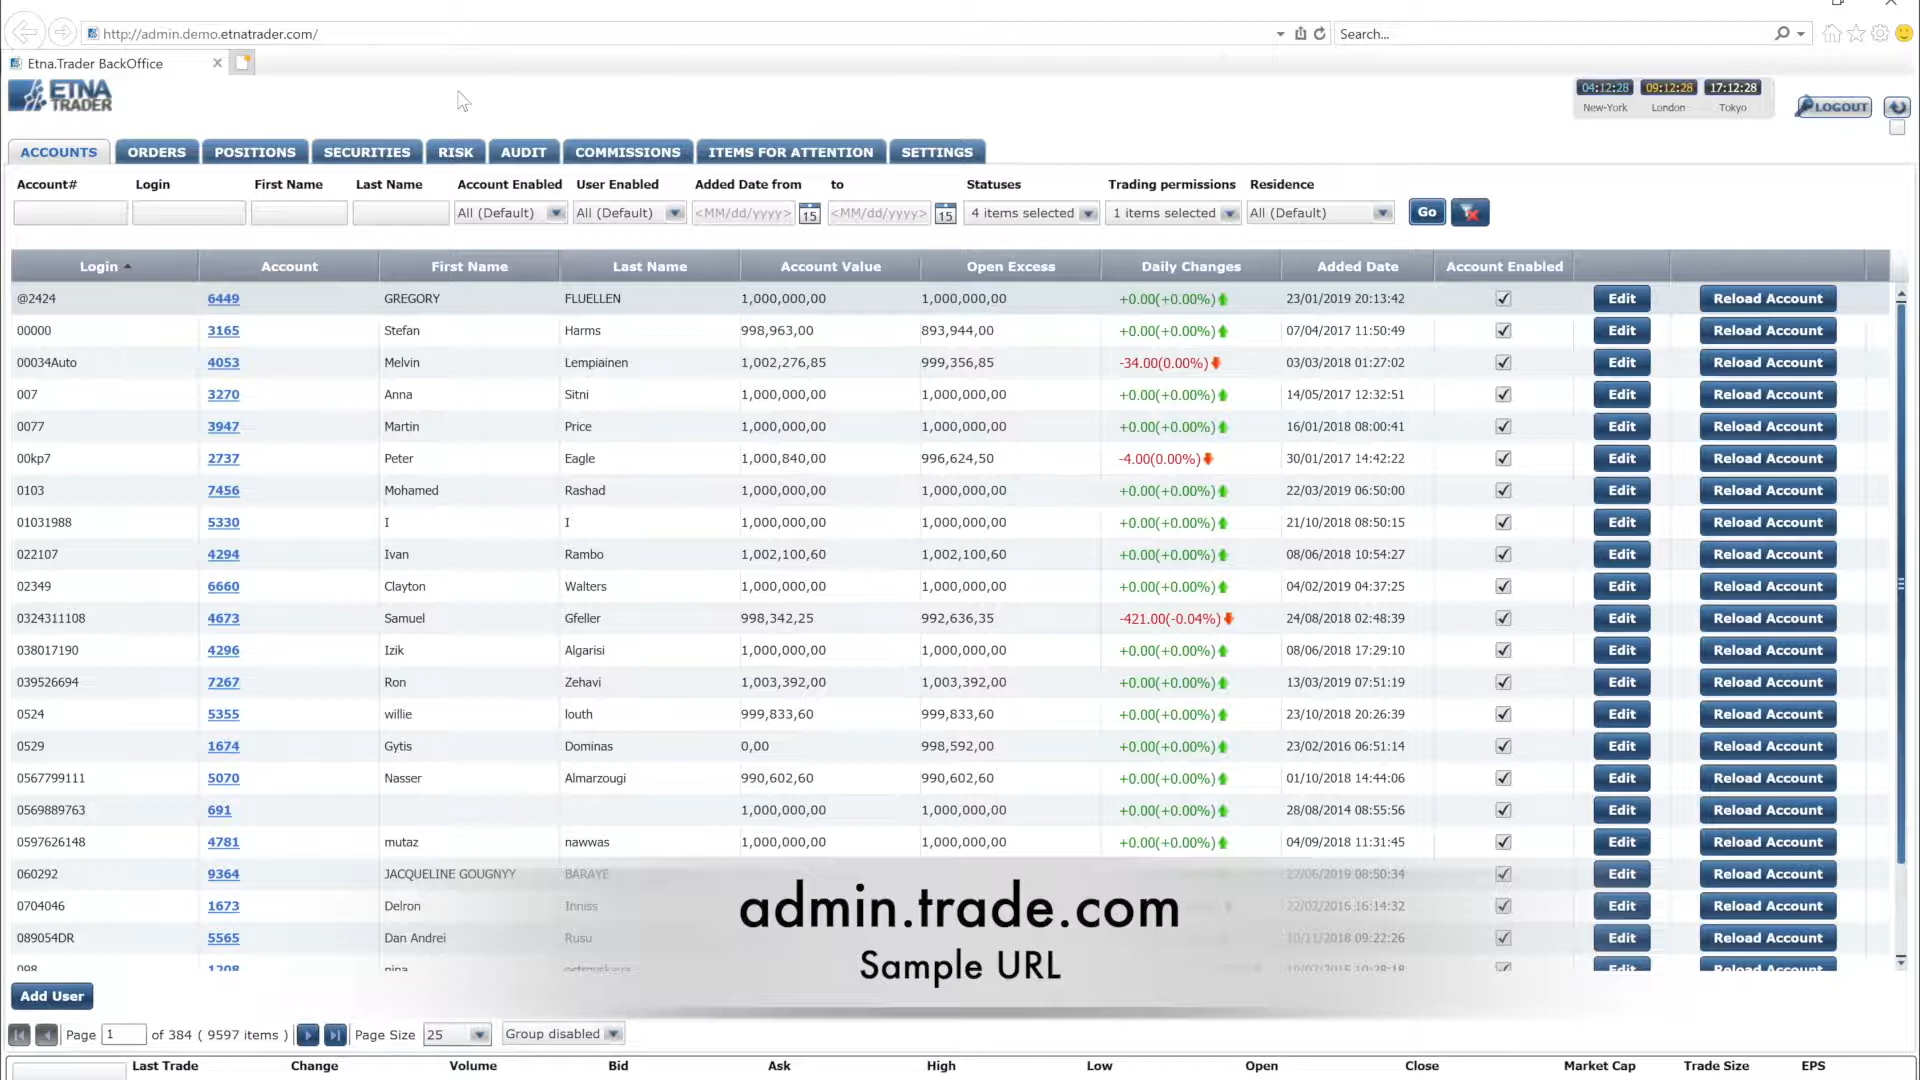 http://admin.demo.etnatrader.com/
Search...
Etna.Trader BackOffice
ETNA
TRADER
04:12:28 09:12:28 17:12:28
New-York London Tokyo
LOGOUT
ACCOUNTS ORDERS POSITIONS SECURITIES RISK AUDIT COMMISSIONS ITEMS FOR ATTENTION SETTINGS
Account# Login First Name Last Name Account Enabled User Enabled Added Date from to Statuses Trading permissions Residence
All (Default) All (Default) <MM/dd/yyyy> 15 <MM/dd/yyyy> 15 4 items selected 1 items selected All (Default) Go
Login Account First Name Last Name Account Value Open Excess Daily Changes Added Date Account Enabled
@2424 6449 GREGORY FLUELLEN 1,000,000,00 1,000,000,00 +0.00(+0.00%) 23/01/2019 20:13:42 Edit Reload Account
00000 3165 Stefan Harms 998,963,00 893,944,00 +0.00(+0.00%) 07/04/2017 11:50:49 Edit Reload Account
00034Auto 4053 Melvin Lempiainen 1,002,276,85 999,356,85 -34.00(0.00%) 03/03/2018 01:27:02 Edit Reload Account
007 3270 Anna Sitni 1,000,000,00 1,000,000,00 +0.00(+0.00%) 14/05/2017 12:32:51 Edit Reload Account
0077 3947 Martin Price 1,000,000,00 1,000,000,00 +0.00(+0.00%) 16/01/2018 08:00:41 Edit Reload Account
00kp7 2737 Peter Eagle 1,000,840,00 996,624,50 -4.00(0.00%) 30/01/2017 14:42:22 Edit Reload Account
0103 7456 Mohamed Rashad 1,000,000,00 1,000,000,00 +0.00(+0.00%) 22/03/2019 06:50:00 Edit Reload Account
01031988 5330 I I 1,000,000,00 1,000,000,00 +0.00(+0.00%) 21/10/2018 08:50:15 Edit Reload Account
022107 4294 Ivan Rambo 1,002,100,60 1,002,100,60 +0.00(+0.00%) 08/06/2018 10:54:27 Edit Reload Account
02349 6660 Clayton Walters 1,000,000,00 1,000,000,00 +0.00(+0.00%) 04/02/2019 04:37:25 Edit Reload Account
0324311108 4673 Samuel Gfeller 998,342,25 992,636,35 -421.00(-0.04%) 24/08/2018 02:48:39 Edit Reload Account
038017190 4296 Izik Algarisi 1,000,000,00 1,000,000,00 +0.00(+0.00%) 08/06/2018 17:29:10 Edit Reload Account
039526694 7267 Ron Zehavi 1,003,392,00 1,003,392,00 +0.00(+0.00%) 13/03/2019 07:51:19 Edit Reload Account
0524 5355 willie louth 999,833,60 999,833,60 +0.00(+0.00%) 23/10/2018 20:26:39 Edit Reload Account
0529 1674 Gytis Dominas 0,00 998,592,00 +0.00(+0.00%) 23/02/2016 06:51:14 Edit Reload Account
0567799111 5070 Nasser Almarzougi 990,602,60 990,602,60 +0.00(+0.00%) 01/10/2018 14:44:06 Edit Reload Account
0569889763 691 1,000,000,00 1,000,000,00 +0.00(+0.00%) 28/08/2014 08:55:56 Edit Reload Account
0597626148 4781 mutaz nawwas 1,000,000,00 1,000,000,00 +0.00(+0.00%) 04/09/2018 11:31:45 Edit Reload Account
060292 9364 JACQUELINE GOUGNYY BARAYE 27/06/2019 08:50:34 Edit Reload Account
0704046 1673 Delron Inniss 22/02/2016 16:14:32 Edit Reload Account
089054DR 5565 Dan Andrei Rusu 10/11/2018 09:22:26 Edit Reload Account
098 1208 nina Edit Reload Account
admin.trade.com
Sample URL
Add User
Page 1 of 384 ( 9597 items ) Page Size 25 Group disabled
Last Trade Change Volume Bid Ask High Low Open Close Market Cap Trade Size EPS